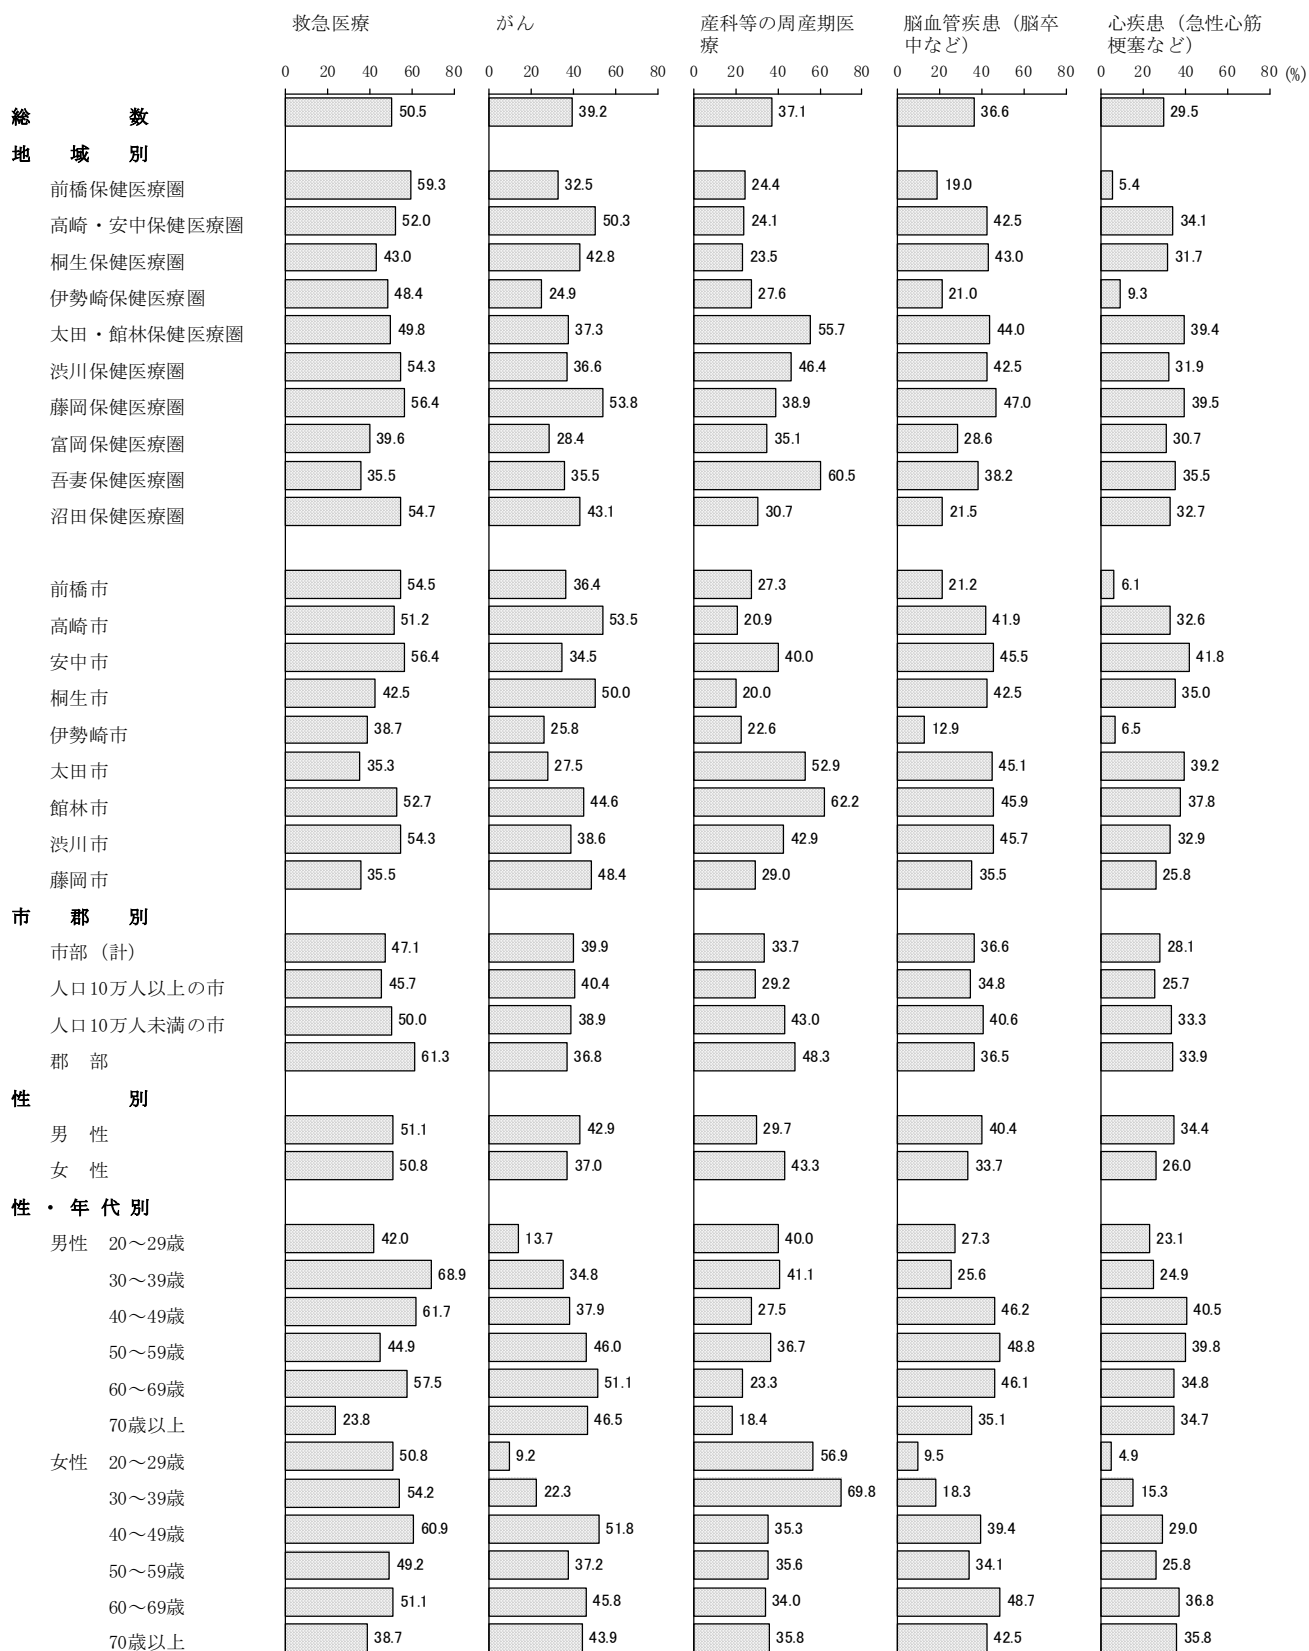 救急医療 がん 産科等の周産期医 脳血管疾患（脳卒 心疾患（急性心筋
療 中など） 梗塞など）
0 20 40 60 80 0 20 40 60 80 0 20 40 60 80 0 20 40 60 80 0 20 40 60 80 (%)
総 数 50.5 39.2 37.1 36.6 29.5
地 域 別
前橋保健医療圏 59.3 32.5 24.4 19.0 5.4
高崎・安中保健医療圏 52.0 50.3 24.1 42.5 34.1
桐生保健医療圏 43.0 42.8 23.5 43.0 31.7
伊勢崎保健医療圏 48.4 24.9 27.6 21.0 9.3
太田・館林保健医療圏 49.8 37.3 55.7 44.0 39.4
渋川保健医療圏 54.3 36.6 46.4 42.5 31.9
藤岡保健医療圏 56.4 53.8 38.9 47.0 39.5
富岡保健医療圏 39.6 28.4 35.1 28.6 30.7
吾妻保健医療圏 35.5 35.5 60.5 38.2 35.5
沼田保健医療圏 54.7 43.1 30.7 21.5 32.7
前橋市 54.5 36.4 27.3 21.2 6.1
高崎市 51.2 53.5 20.9 41.9 32.6
安中市 56.4 34.5 40.0 45.5 41.8
桐生市 42.5 50.0 20.0 42.5 35.0
伊勢崎市 38.7 25.8 22.6 12.9 6.5
太田市 35.3 27.5 52.9 45.1 39.2
館林市 52.7 44.6 62.2 45.9 37.8
渋川市 54.3 38.6 42.9 45.7 32.9
藤岡市 35.5 48.4 29.0 35.5 25.8
市 郡 別
市部（計） 47.1 39.9 33.7 36.6 28.1
人口10万人以上の市 45.7 40.4 29.2 34.8 25.7
人口10万人未満の市 50.0 38.9 43.0 40.6 33.3
郡 部 61.3 36.8 48.3 36.5 33.9
性 別
男 性 51.1 42.9 29.7 40.4 34.4
女 性 50.8 37.0 43.3 33.7 26.0
性・年代別
男性 20～29歳 42.0 13.7 40.0 27.3 23.1
30～39歳 68.9 34.8 41.1 25.6 24.9
40～49歳 61.7 37.9 27.5 46.2 40.5
50～59歳 44.9 46.0 36.7 48.8 39.8
60～69歳 57.5 51.1 23.3 46.1 34.8
70歳以上 23.8 46.5 18.4 35.1 34.7
女性 20～29歳 50.8 9.2 56.9 9.5 4.9
30～39歳 54.2 22.3 69.8 18.3 15.3
40～49歳 60.9 51.8 35.3 39.4 29.0
50～59歳 49.2 37.2 35.6 34.1 25.8
60～69歳 51.1 45.8 34.0 48.7 36.8
70歳以上 38.7 43.9 35.8 42.5 35.8